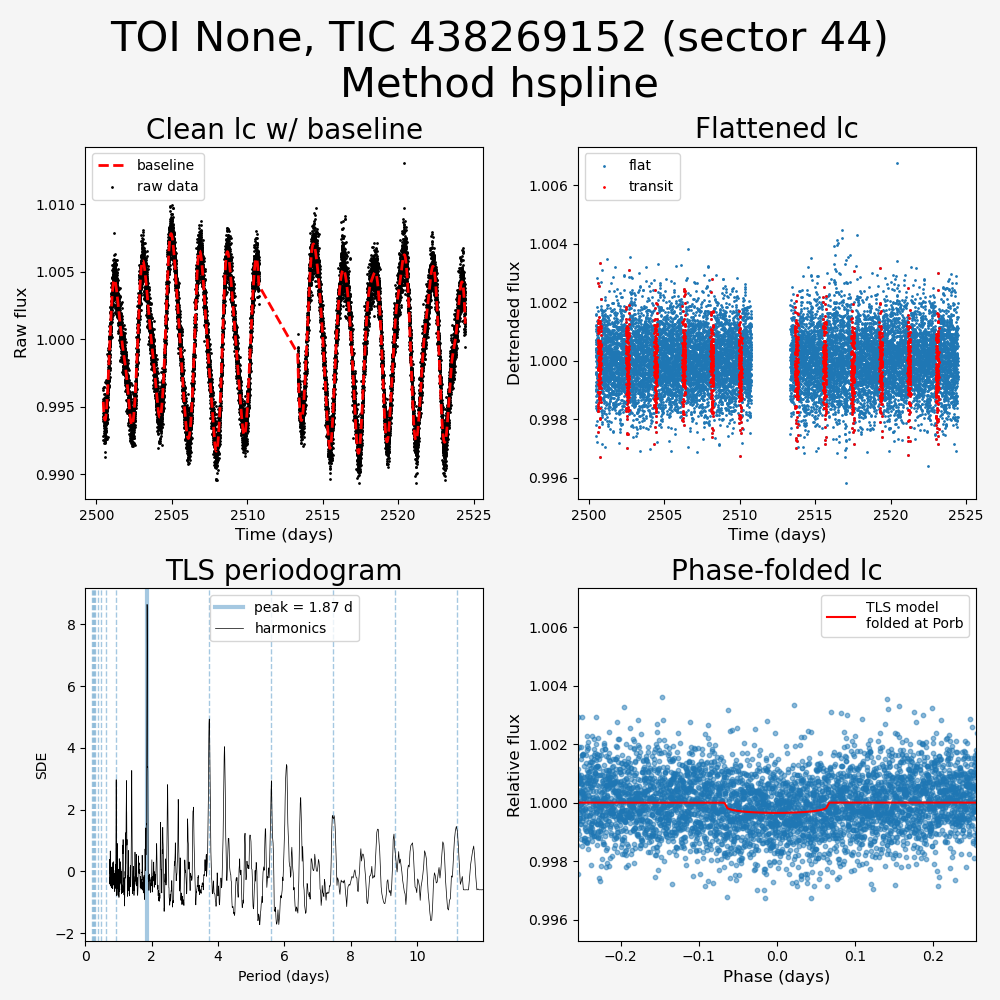 TOI None, TIC 438269152 (sector 44)
Method hspline
Clean lc w/ baseline
baseline
raw data
1.010
1.005
1.000
0.995
0.990
Raw flux
2500
2505
2510
2515
2520
2525
Time (days)
Flattened lc
flat
transit
1.006
1.004
1.002
1.000
0.998
0.996
Detrended flux
2500
2505
2510
2515
2520
2525
Time (days)
TLS periodogram
peak = 1.87 d
harmonics
8
6
4
2
0
−2
SDE
0
2
4
6
8
10
Period (days)
Phase-folded lc
TLS model
folded at Porb
1.006
1.004
1.002
1.000
0.998
0.996
Relative flux
−0.2
−0.1
0.0
0.1
0.2
Phase (days)